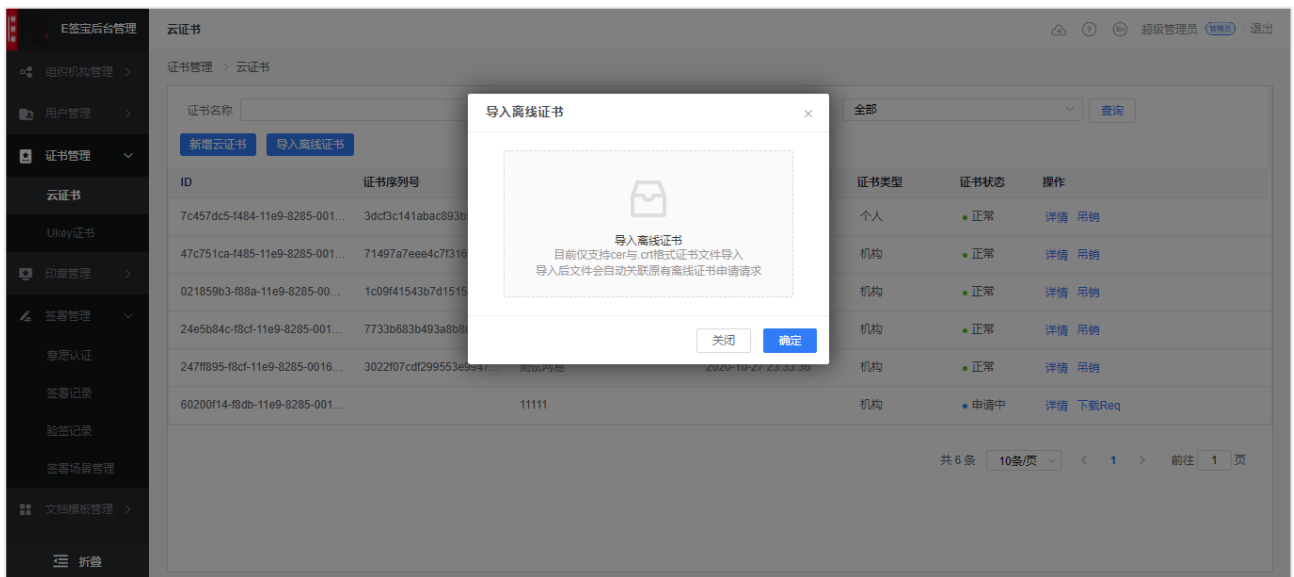 E签宝后台管理
云证书
En 超级管理员 管理员 退出
组织机构管理
证书管理 > 云证书
用户管理
证书名称
导入离线证书
全部
查询
新增云证书 导入离线证书
证书管理
ID 证书序列号 证书类型 证书状态 操作
云证书
7c457dc5-f484-11e9-8285-001... 3dcf3c141abac893b 个人 正常 详情 吊销
Ukey证书
导入离线证书
目前仅支持cer与.crt格式证书文件导入
导入后文件会自动关联原有离线证书申请请求
47c751ca-f485-11e9-8285-001... 71497a7eee4c7f316 机构 正常 详情 吊销
印章管理
021859b3-f88a-11e9-8285-00... 1c09f41543b7d1515 机构 正常 详情 吊销
签署管理
24e5b84c-f8cf-11e9-8285-001... 7733b683b493a8b8 机构 正常 详情 吊销
关闭 确定
意愿认证
247ff895-f8cf-11e9-8285-0016... 3022f07cdf299553e9947... 测试网易 2020-10-27 23:33:36 机构 正常 详情 吊销
签署记录
60200f14-f8db-11e9-8285-001... 11111 机构 申请中 详情 下载Req
验签记录
共 6 条 10条/页 < 1 > 前往 1 页
签署场景管理
文档模板管理
折叠